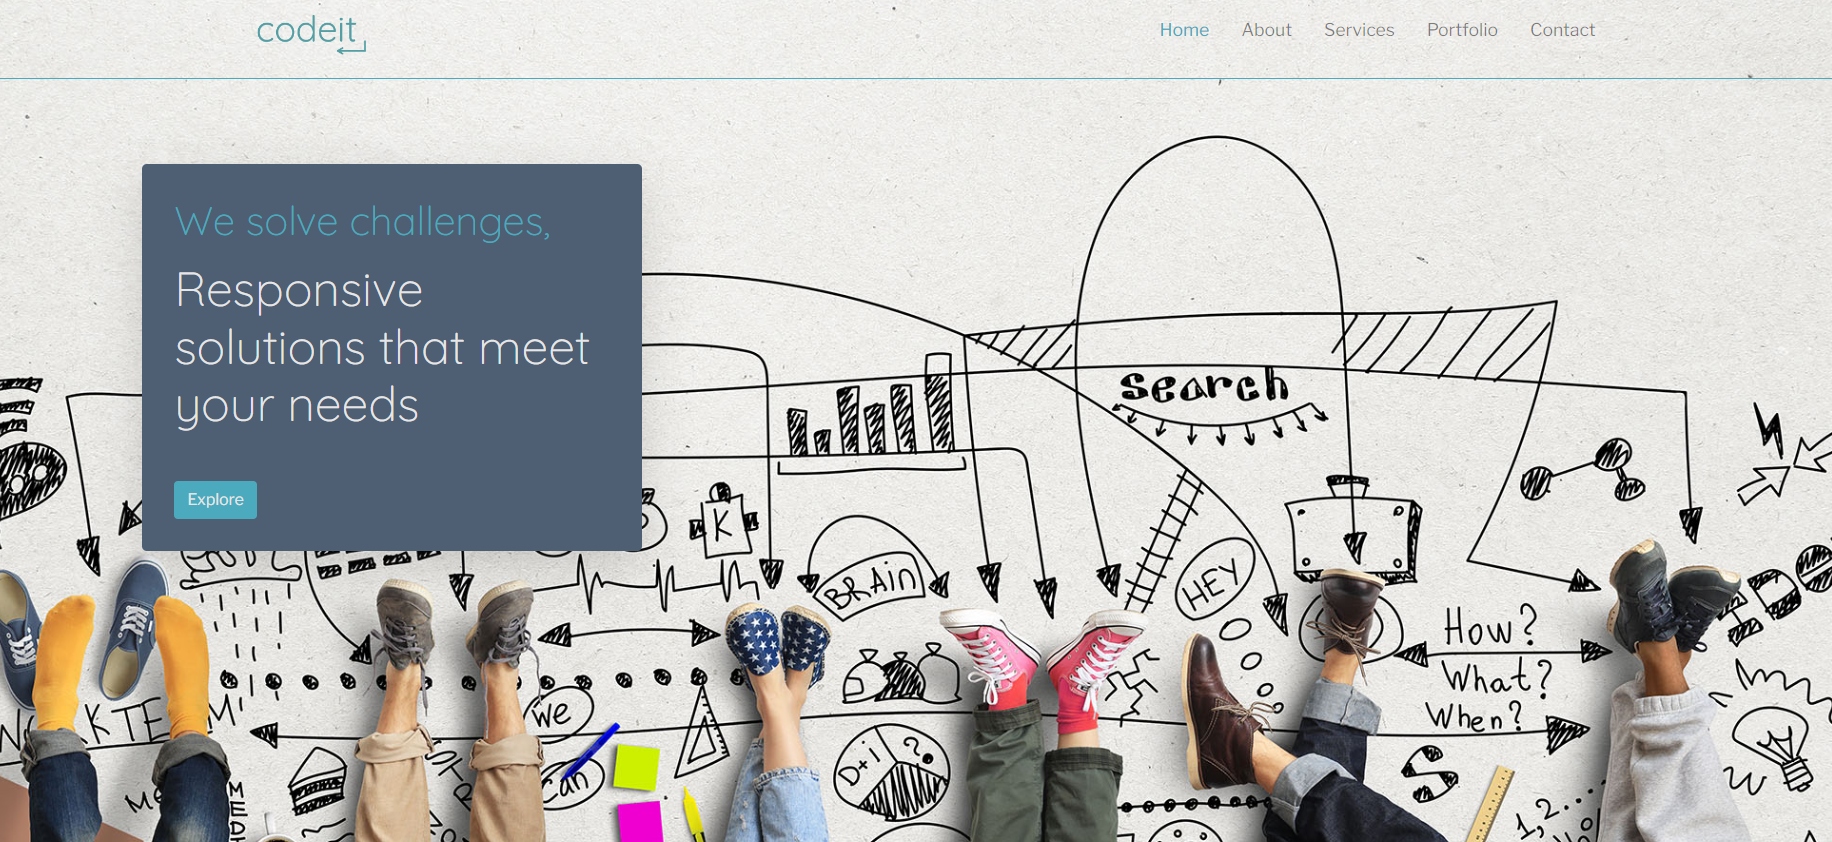 codeit
Home About Services Portfolio Contact
We solve challenges,
Responsive
solutions that meet
your needs
Explore
search
K
BRAin
HEY
How?
What?
When?
we
can
D+i
?
S
1,2....